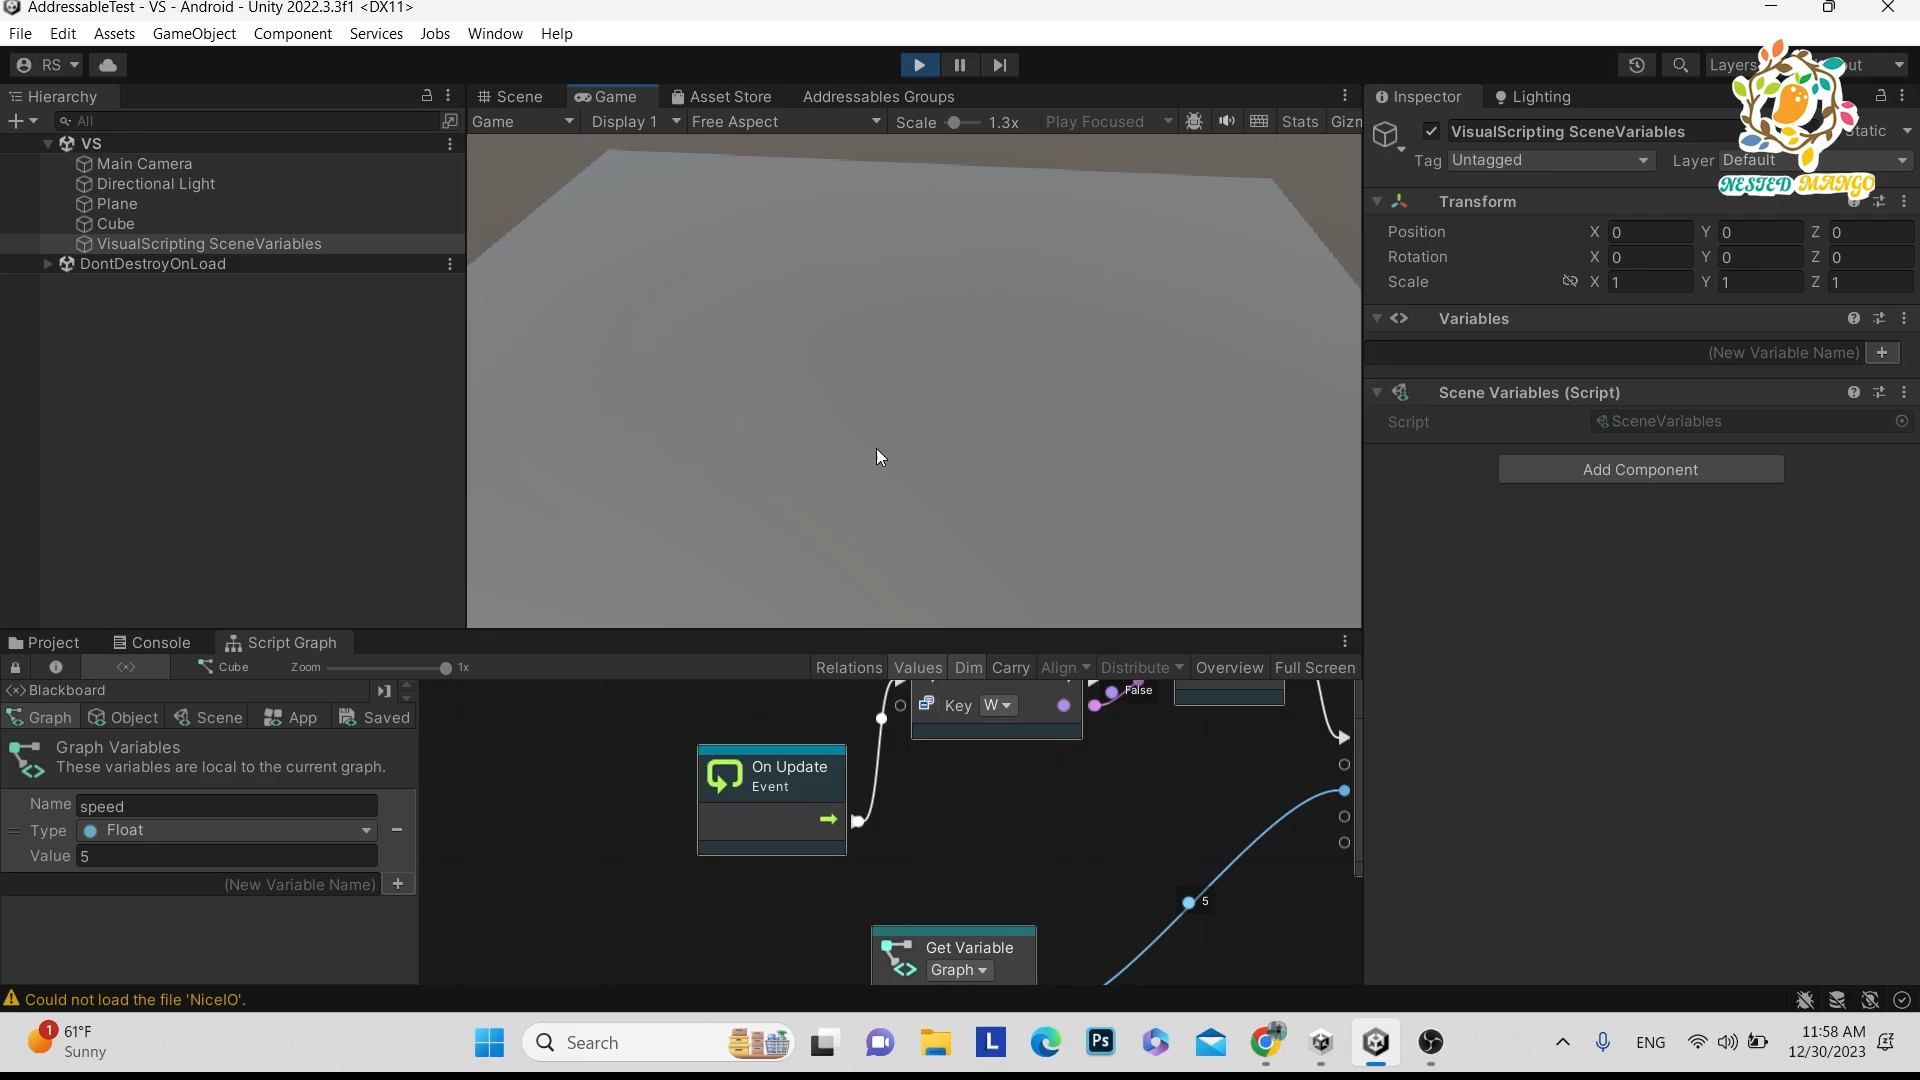 AddressableTest - VS - Android - Unity 2022.3.3f1 <DX11>
File Edit Assets GameObject Component Services Jobs Window Help
RS
Layers
out
Hierarchy
Scene Game Asset Store Addressables Groups
Inspector Lighting
All
Game Display 1 Free Aspect Scale 1.3x Play Focused Stats Gizn
VisualScripting SceneVariables
Static
Tag Untagged Layer Default
NESTED MANGO
VS
Main Camera
Directional Light
Plane
Cube
VisualScripting SceneVariables
DontDestroyOnLoad
Transform
Position X 0 Y 0 Z 0
Rotation X 0 Y 0 Z 0
Scale X 1 Y 1 Z 1
Variables
(New Variable Name)
Scene Variables (Script)
Script SceneVariables
Add Component
Project Console Script Graph
Cube Zoom 1x
Relations Values Dim Carry Align Distribute Overview Full Screen
<x> Blackboard
Graph Object Scene App Saved
Graph Variables
These variables are local to the current graph.
Name speed
Type Float
Value 5
(New Variable Name)
Key W
False
On Update
Event
5
Get Variable
Graph
Could not load the file 'NiceIO'.
1
61°F
Sunny
Search
L
Ps
ENG
11:58 AM
12/30/2023